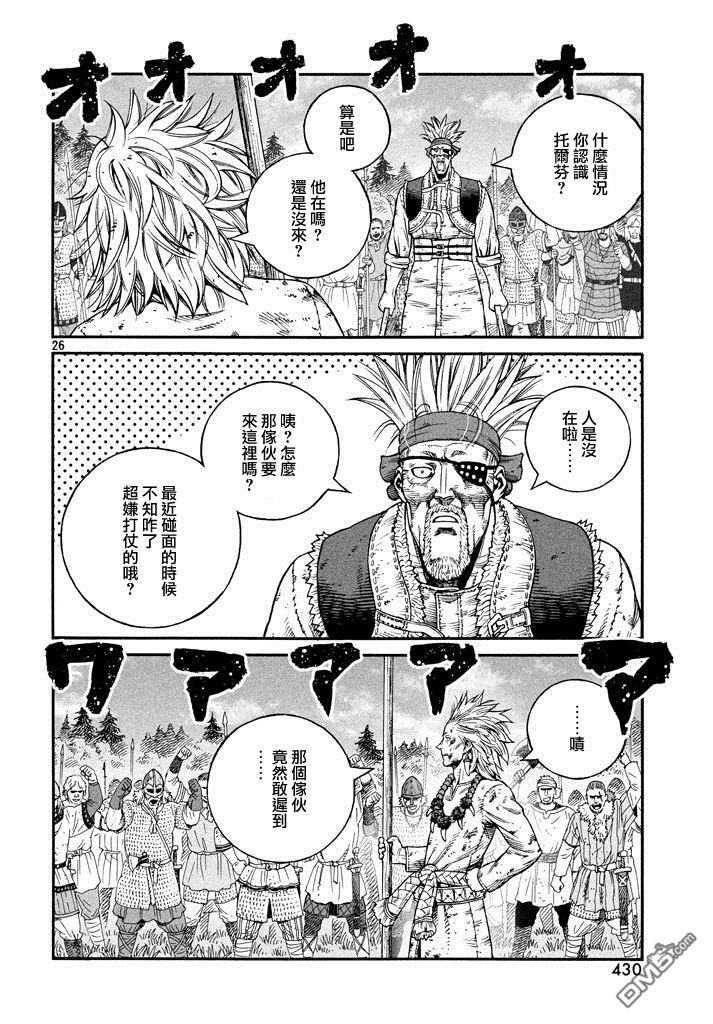 オオオオオ
什麼情況
你認識
托爾芬？
算是吧
他在嗎？
還是沒來？
26
人是沒
在啦……
咦？怎麼
那傢伙要
來這裡嗎？
最近碰面的時候
不知咋了
超嫌打仗的哦？
ワアアアア
……嘖
那個傢伙
竟然敢遲到
……
430
DM5.com